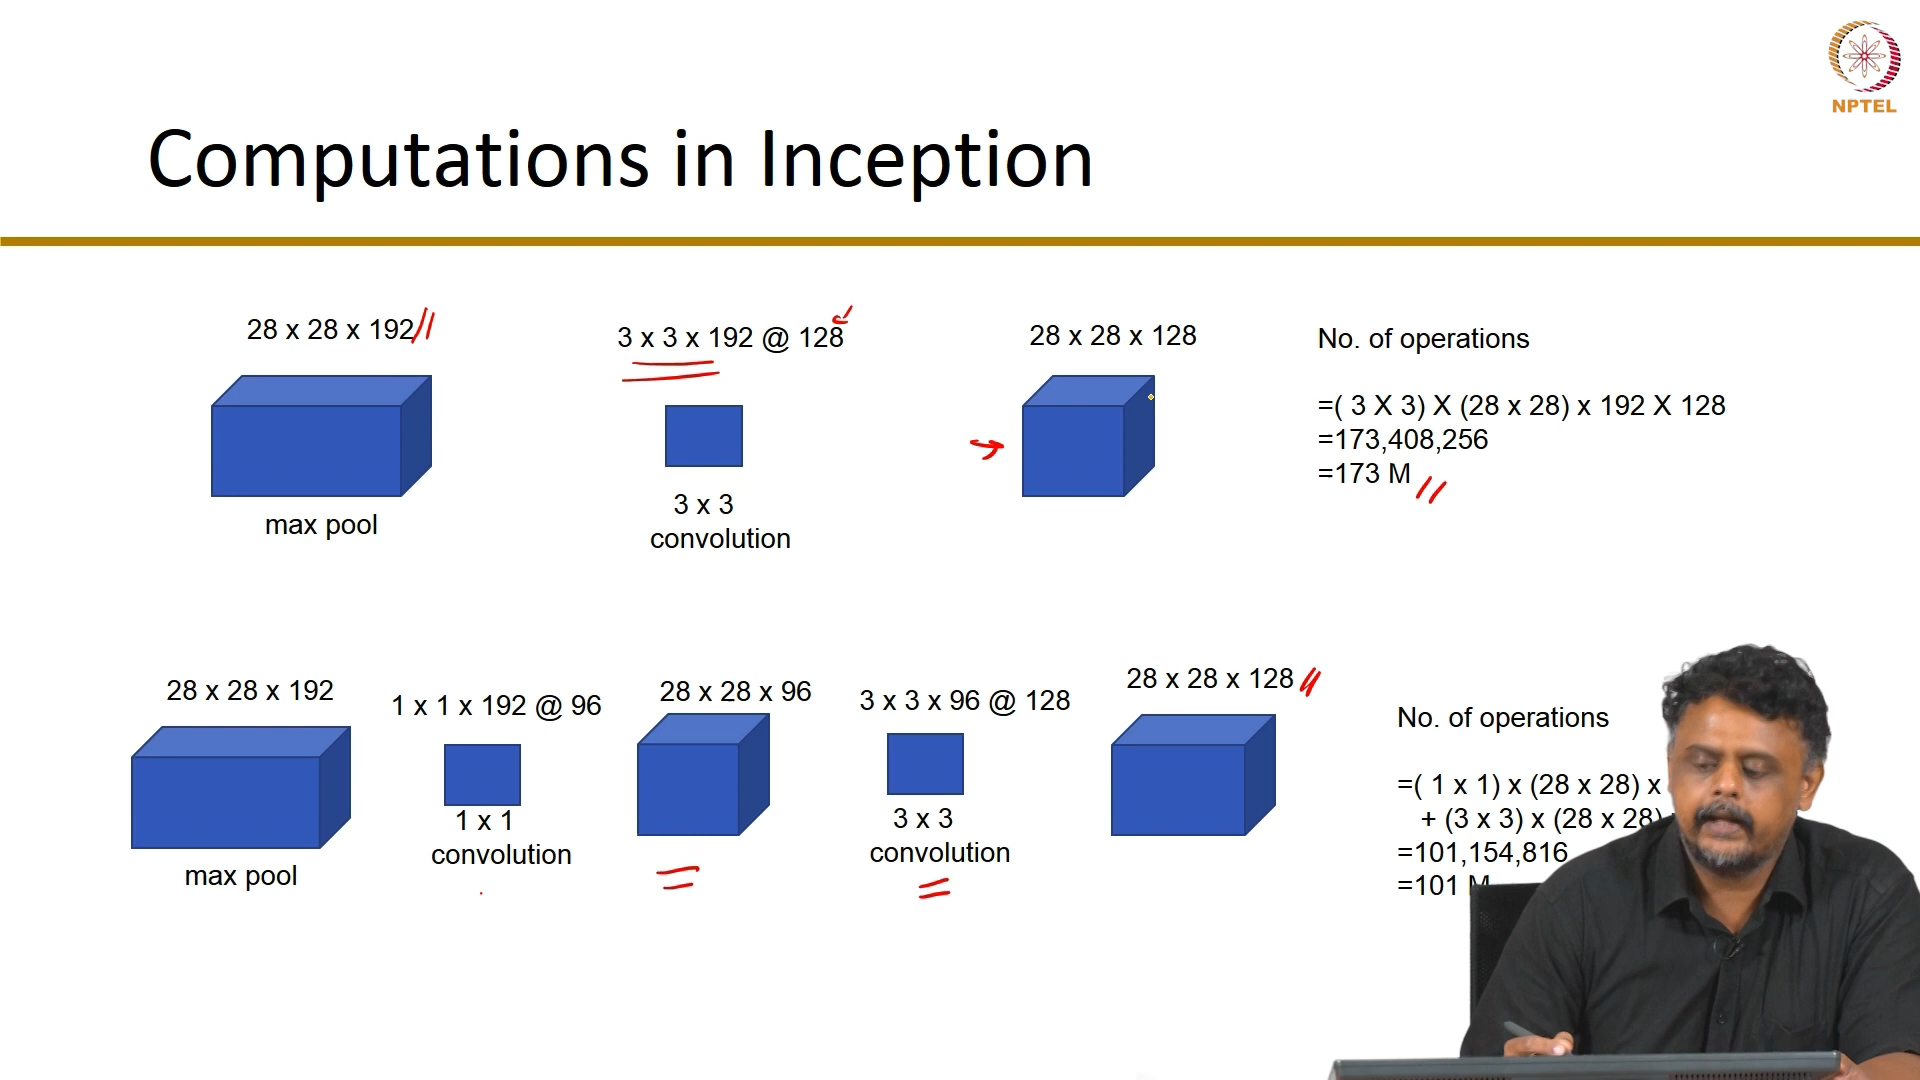 NPTEL
Computations in Inception
28 x 28 x 192
3 x 3 x 192 @ 128
28 x 28 x 128
No. of operations
=( 3 X 3) X (28 x 28) x 192 X 128
=173,408,256
=173 M
3 x 3
convolution
max pool
28 x 28 x 192
1 x 1 x 192 @ 96
28 x 28 x 96
3 x 3 x 96 @ 128
28 x 28 x 128
No. of operations
=( 1 x 1) x (28 x 28) x
+ (3 x 3) x (28 x 28)
=101,154,816
=101 M
1 x 1
convolution
3 x 3
convolution
max pool